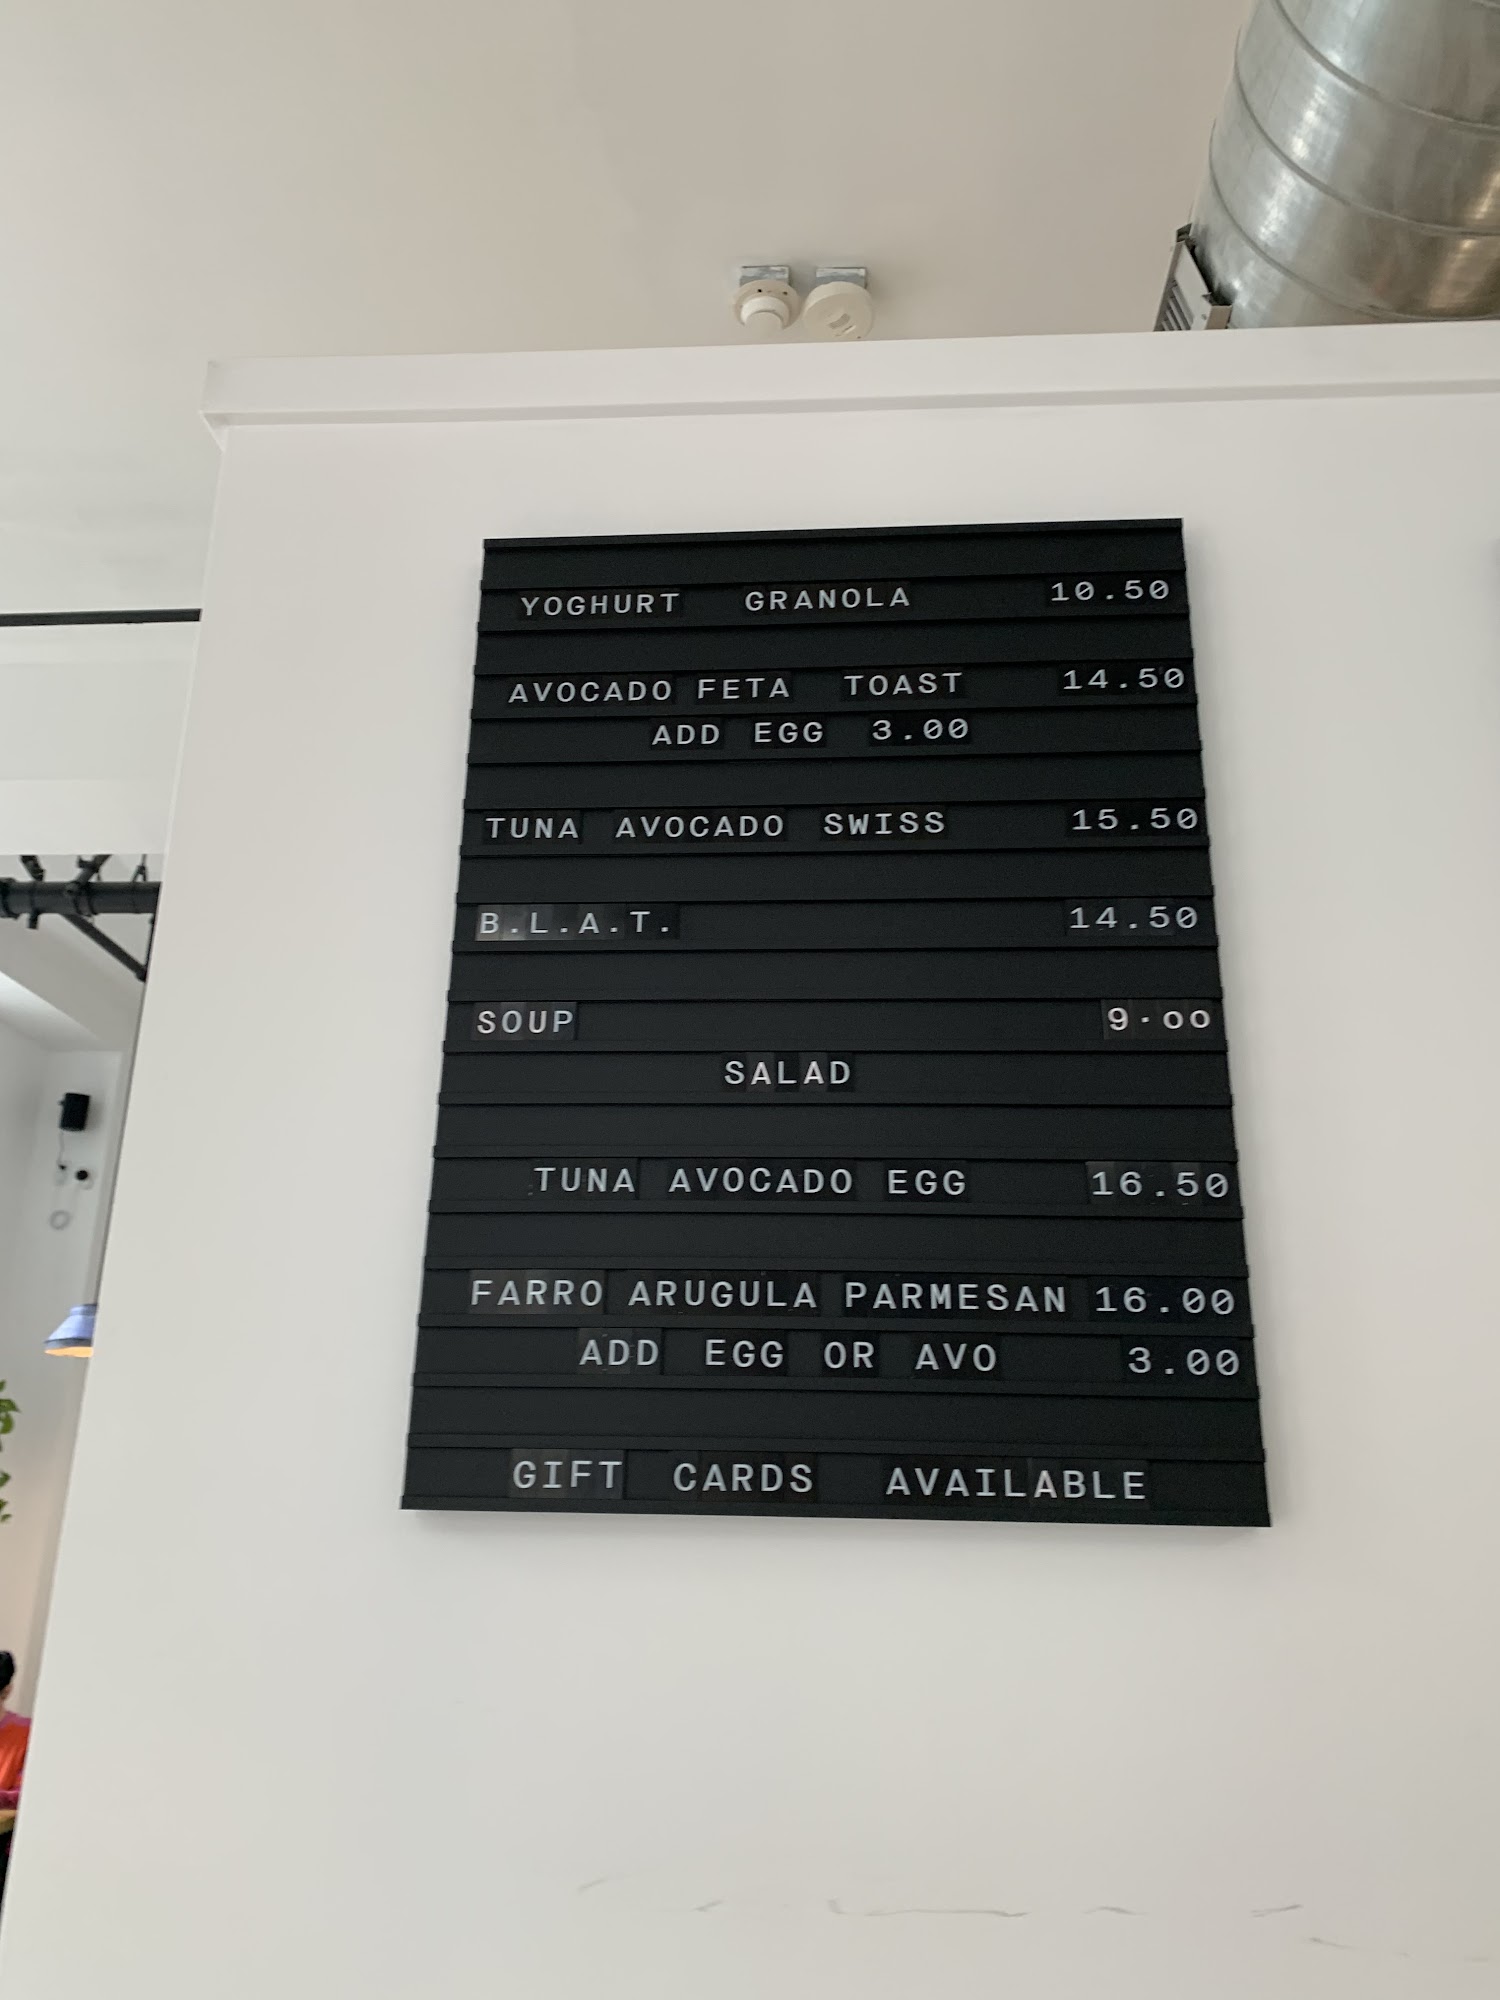 YOGHURT GRANOLA 10.50
AVOCADO FETA TOAST 14.50
ADD EGG 3.00
TUNA AVOCADO SWISS 15.50
B.L.A.T. 14.50
SOUP 9.00
SALAD
TUNA AVOCADO EGG 16.50
FARRO ARUGULA PARMESAN 16.00
ADD EGG OR AVO 3.00
GIFT CARDS AVAILABLE